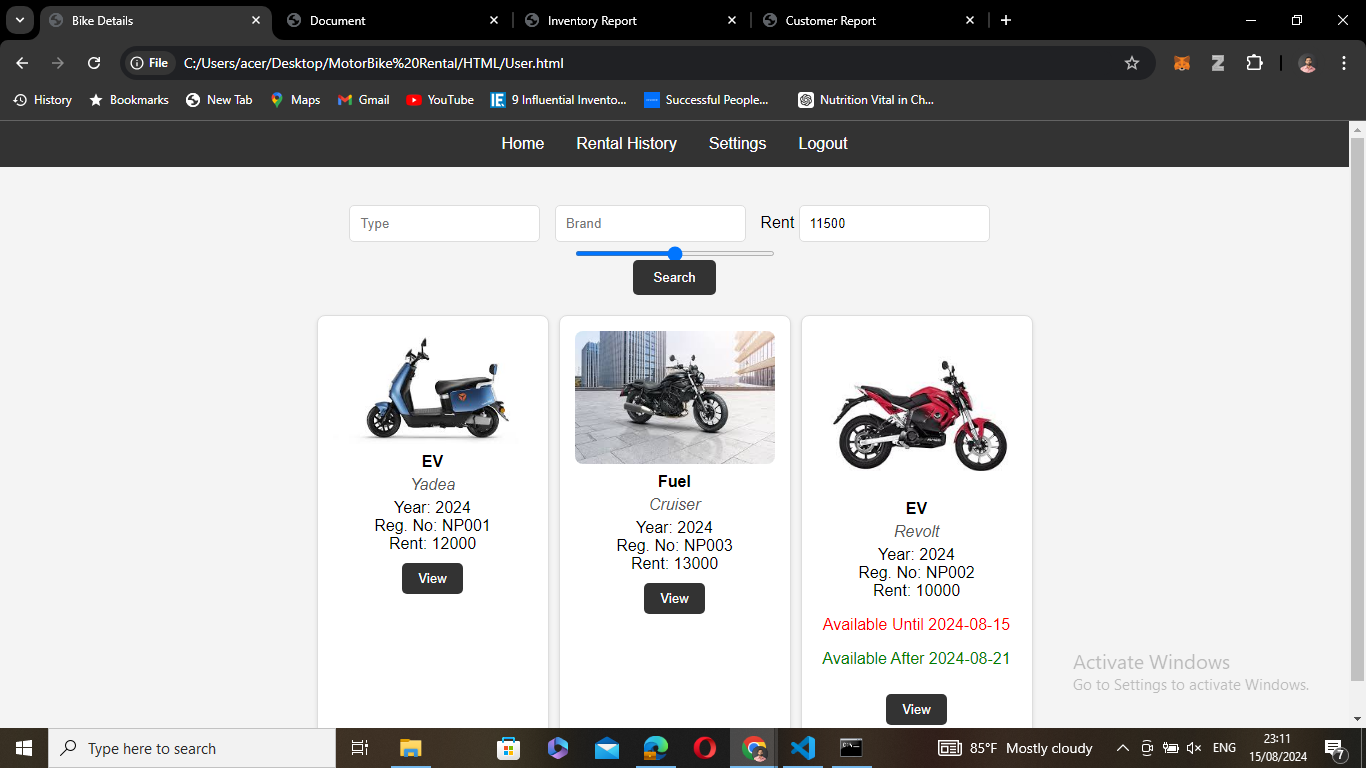 Bike Details
Document
Inventory Report
Customer Report
File
C:/Users/acer/Desktop/MotorBike%20Rental/HTML/User.html
History
Bookmarks
New Tab
Maps
Gmail
YouTube
9 Influential Invento...
Successful People...
Nutrition Vital in Ch...
Home
Rental History
Settings
Logout
Type
Brand
Rent
11500
Search
EV
Yadea
Year: 2024
Reg. No: NP001
Rent: 12000
View
Fuel
Cruiser
Year: 2024
Reg. No: NP003
Rent: 13000
View
EV
Revolt
Year: 2024
Reg. No: NP002
Rent: 10000
Available Until 2024-08-15
Available After 2024-08-21
View
Activate Windows
Go to Settings to activate Windows.
Type here to search
85°F Mostly cloudy
ENG
23:11
15/08/2024
7